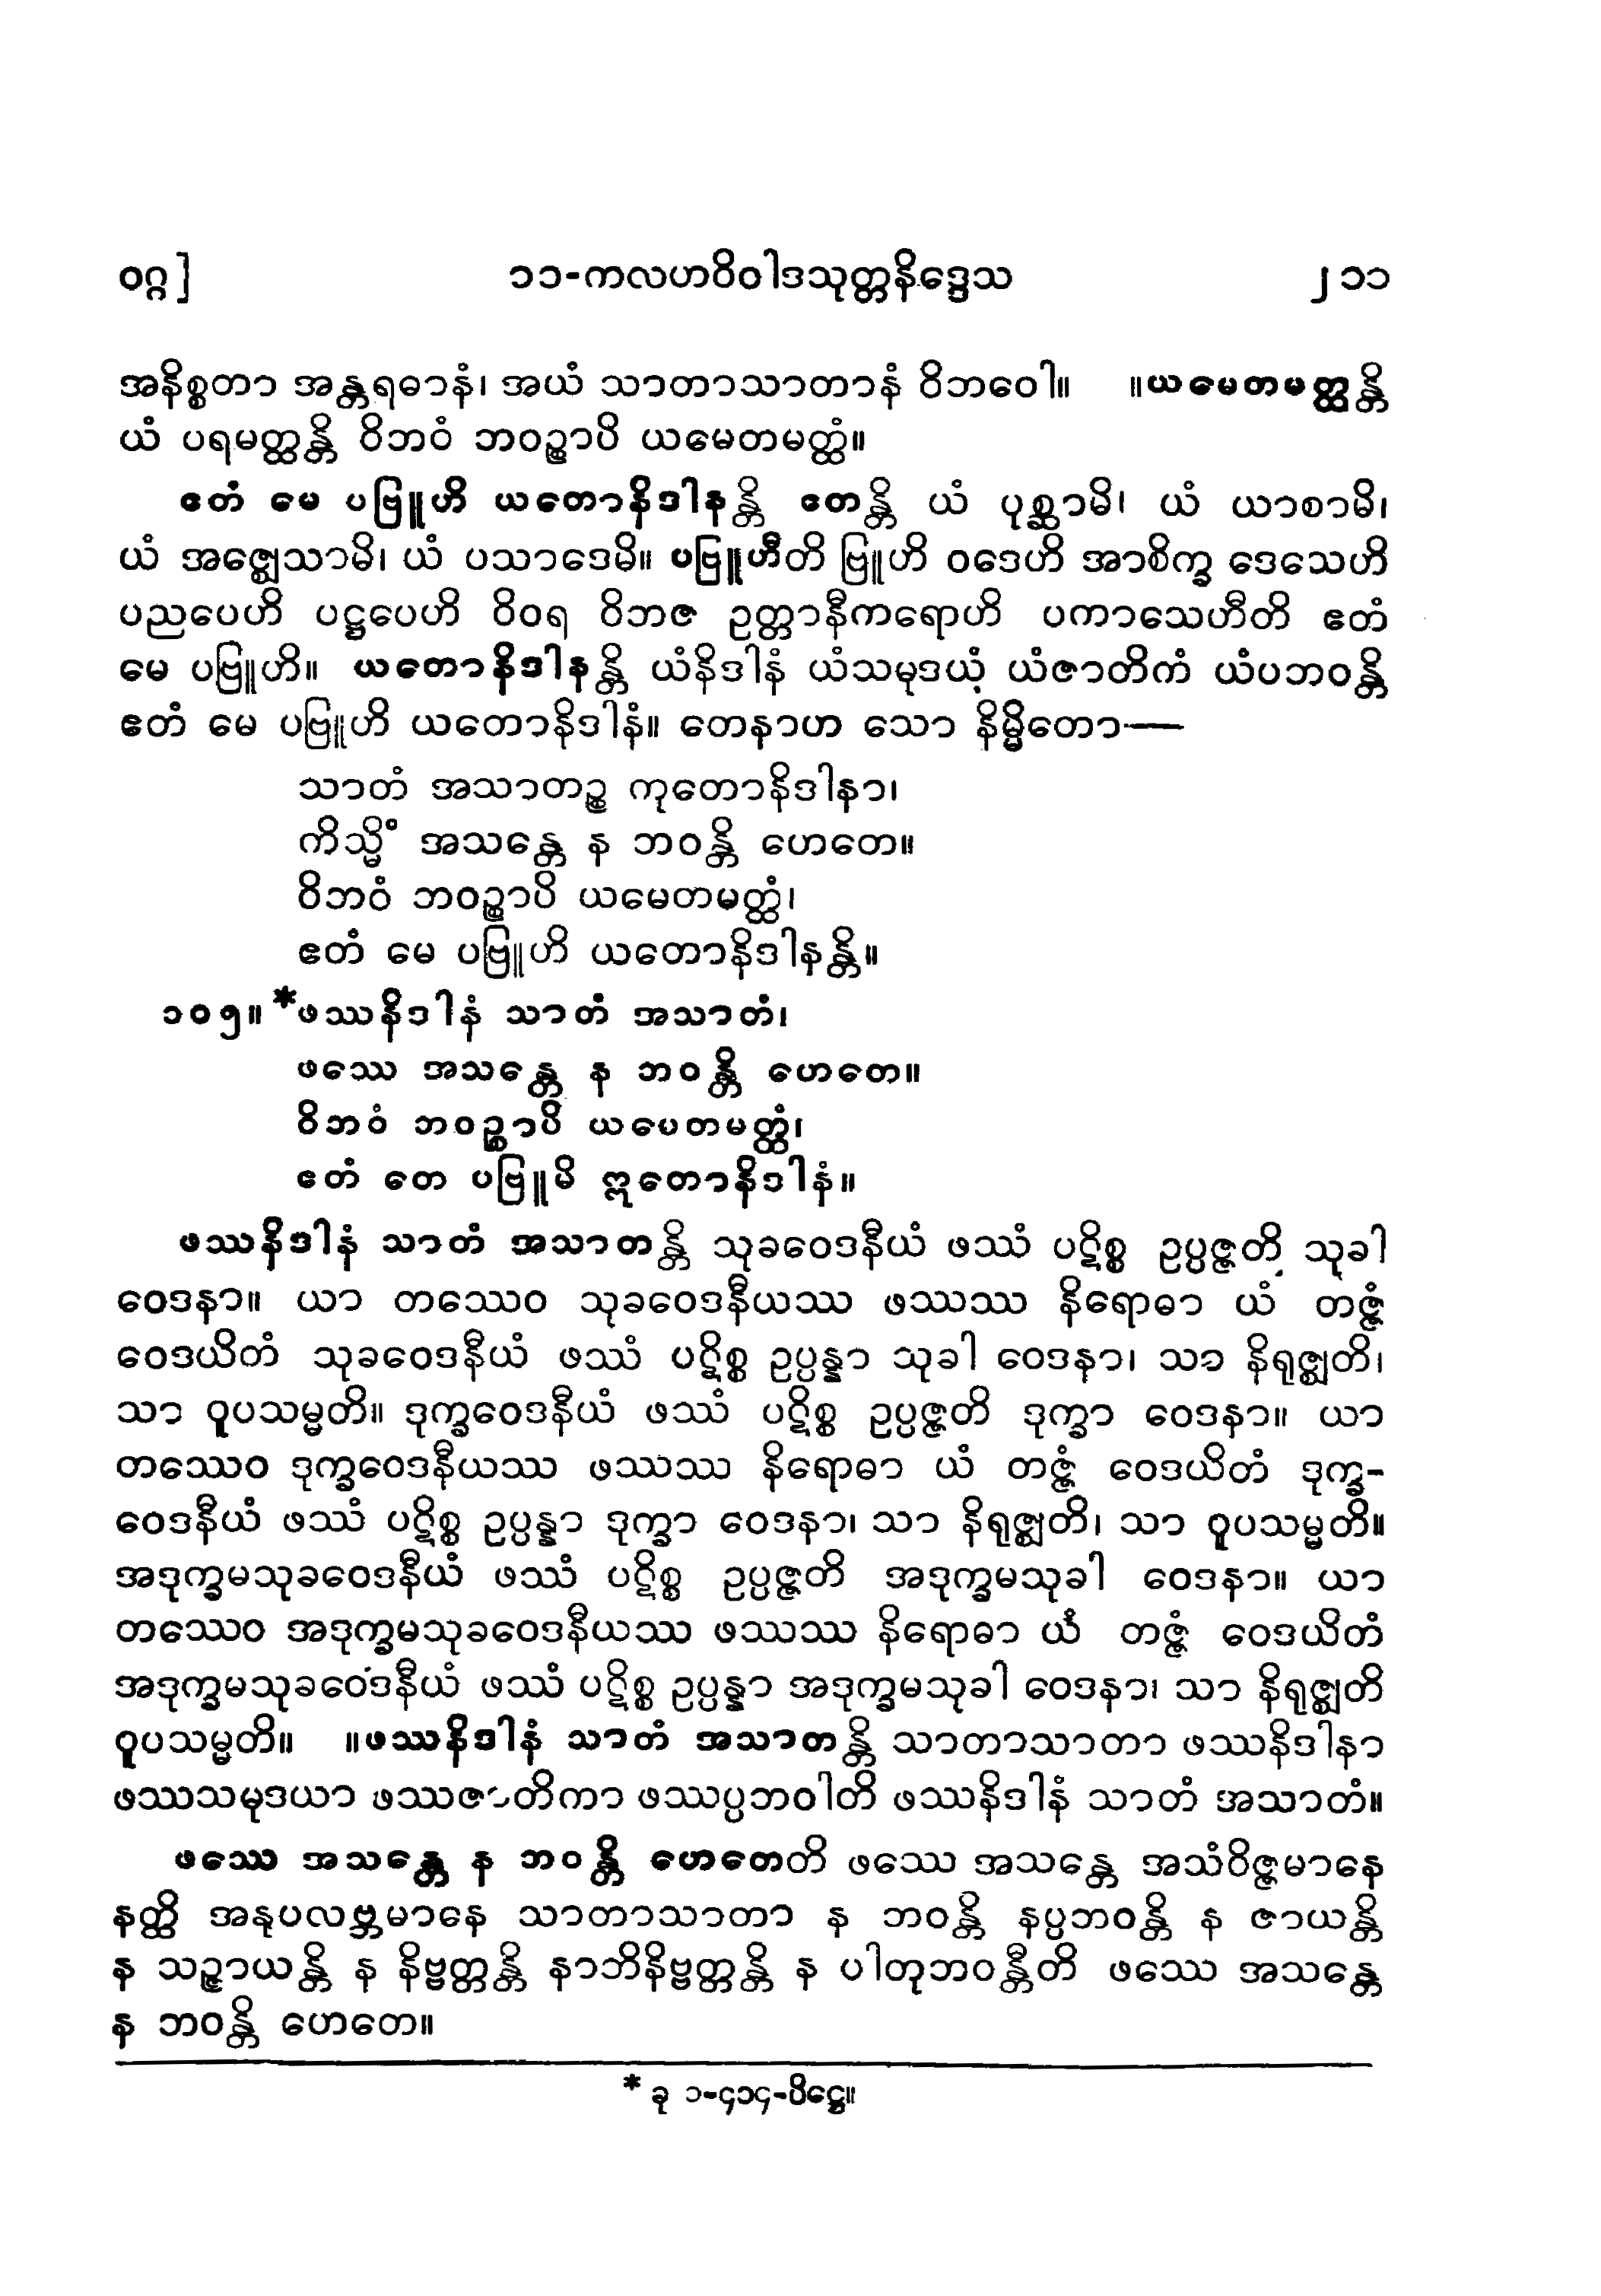 ဝဂ္ဂ]
၁၁-ကလဟဝိဝါဒသုတ္တနိဒ္ဒေသ
၂၁၁
အနိစ္စတာ အန္တရဓာနံ၊ အယံ သာတာသာတာနံ ဝိဘဝေါ။ ။ယမေတမတ္ထန္တိ
ယံ ပရမတ္ထန္တိ ဝိဘဝံ ဘဝဉ္စာပိ ယမေတမတ္ထံ။
ဧတံ မေ ပဗြူဟိ ယတောနိဒါနန္တိ ဧတန္တိ ယံ ပုစ္ဆာမိ၊ ယံ ယာစာမိ၊
ယံ အဇ္ဈေသာမိ၊ ယံ ပသာဒေမိ။ ပဗြူဟီတိ ဗြူဟိ ဝဒေဟိ အာစိက္ခ ဒေသေဟိ
ပညပေဟိ ပဋ္ဌပေဟိ ဝိဝရ ဝိဘဇ ဥတ္တာနီကရောဟိ ပကာသေဟီတိ ဧတံ
မေ ပဗြူဟိ။ ယတောနိဒါနန္တိ ယံနိဒါနံ ယံသမုဒယံ ယံဇာတိကံ ယံပဘဝန္တိ
ဧတံ မေ ပဗြူဟိ ယတောနိဒါနံ။ တေနာဟ သော နိမ္မိတော—
သာတံ အသာတဉ္စ ကုတောနိဒါနာ၊
ကိသ္မိံ အသန္တေ န ဘဝန္တိ ဟေတေ။
ဝိဘဝံ ဘဝဉ္စာပိ ယမေတမတ္ထံ၊
ဧတံ မေ ပဗြူဟိ ယတောနိဒါနန္တိ။
၁၀၅။ *ဖဿနိဒါနံ သာတံ အသာတံ၊
ဖဿေ အသန္တေ န ဘဝန္တိ ဟေတေ။
ဝိဘဝံ ဘဝဉ္စာပိ ယမေတမတ္ထံ၊
ဧတံ တေ ပဗြူမိ ဣတောနိဒါနံ။
ဖဿနိဒါနံ သာတံ အသာတန္တိ သုခဝေဒနီယံ ဖဿံ ပဋိစ္စ ဥပ္ပဇ္ဇတိ သုခါ
ဝေဒနာ။ ယာ တဿေဝ သုခဝေဒနီယဿ ဖဿဿ နိရောဓာ ယံ တဇ္ဇံ
ဝေဒယိတံ သုခဝေဒနီယံ ဖဿံ ပဋိစ္စ ဥပ္ပန္နာ သုခါ ဝေဒနာ၊ သာ နိရုဇ္ဈတိ၊
သာ ဝူပသမ္မတိ။ ဒုက္ခဝေဒနီယံ ဖဿံ ပဋိစ္စ ဥပ္ပဇ္ဇတိ ဒုက္ခာ ဝေဒနာ။ ယာ
တဿေဝ ဒုက္ခဝေဒနီယဿ ဖဿဿ နိရောဓာ ယံ တဇ္ဇံ ဝေဒယိတံ ဒုက္ခ-
ဝေဒနီယံ ဖဿံ ပဋိစ္စ ဥပ္ပန္နာ ဒုက္ခာ ဝေဒနာ၊ သာ နိရုဇ္ဈတိ၊ သာ ဝူပသမ္မတိ။
အဒုက္ခမသုခဝေဒနီယံ ဖဿံ ပဋိစ္စ ဥပ္ပဇ္ဇတိ အဒုက္ခမသုခါ ဝေဒနာ။ ယာ
တဿေဝ အဒုက္ခမသုခဝေဒနီယဿ ဖဿဿ နိရောဓာ ယံ တဇ္ဇံ ဝေဒယိတံ
အဒုက္ခမသုခဝေဒနီယံ ဖဿံ ပဋိစ္စ ဥပ္ပန္နာ အဒုက္ခမသုခါ ဝေဒနာ၊ သာ နိရုဇ္ဈတိ
ဝူပသမ္မတိ။ ။ဖဿနိဒါနံ သာတံ အသာတန္တိ သာတာသာတာ ဖဿနိဒါနာ
ဖဿသမုဒယာ ဖဿဇာတိကာ ဖဿပ္ပဘဝါတိ ဖဿနိဒါနံ သာတံ အသာတံ။
ဖဿေ အသန္တေ န ဘဝန္တိ ဟေတေတိ ဖဿေ အသန္တေ အသံဝိဇ္ဇမာနေ
နတ္ထိ အနုပလဗ္ဘမာနေ သာတာသာတာ န ဘဝန္တိ နပ္ပဘဝန္တိ န ဇာယန္တိ
န သဉ္ဇာယန္တိ န နိဗ္ဗတ္တန္တိ နာဘိနိဗ္ဗတ္တန္တိ န ပါတုဘဝန္တီတိ ဖဿေ အသန္တေ
န ဘဝန္တိ ဟေတေ။
* ခု ၁-၄၁၄-ပိဋ္ဌေ။